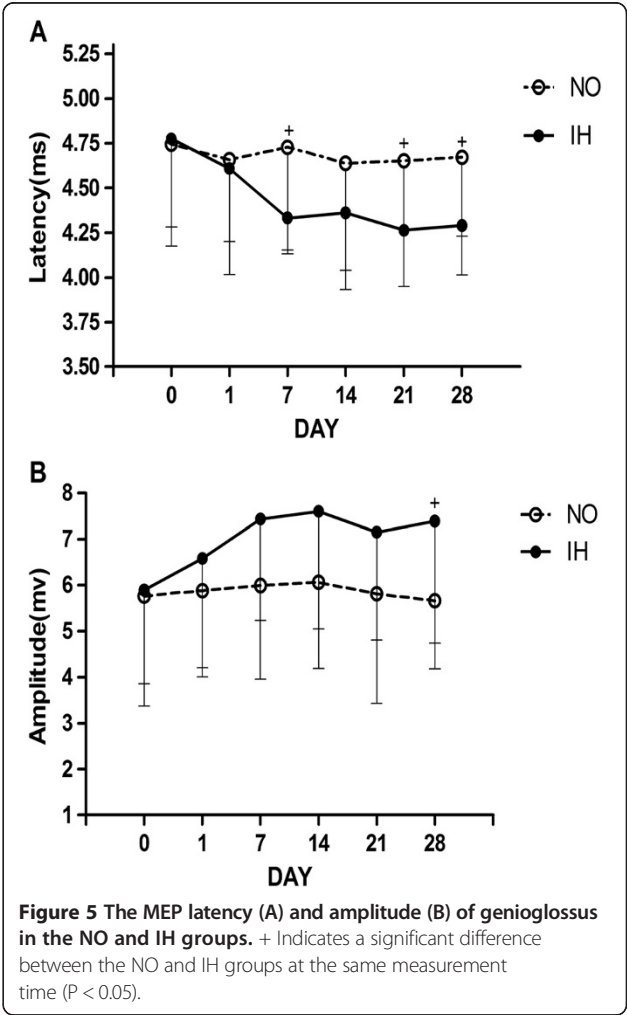 A
5.25
5.00
4.75
4.50
4.25
4.00
3.75
3.50
Latency(ms)
+ + +
NO
IH
0 1 7 14 21 28
DAY
B
8
7
6
5
4
3
2
1
Amplitude(mv)
+
NO
IH
0 1 7 14 21 28
DAY
Figure 5 The MEP latency (A) and amplitude (B) of genioglossus
in the NO and IH groups. + Indicates a significant difference
between the NO and IH groups at the same measurement
time (P < 0.05).